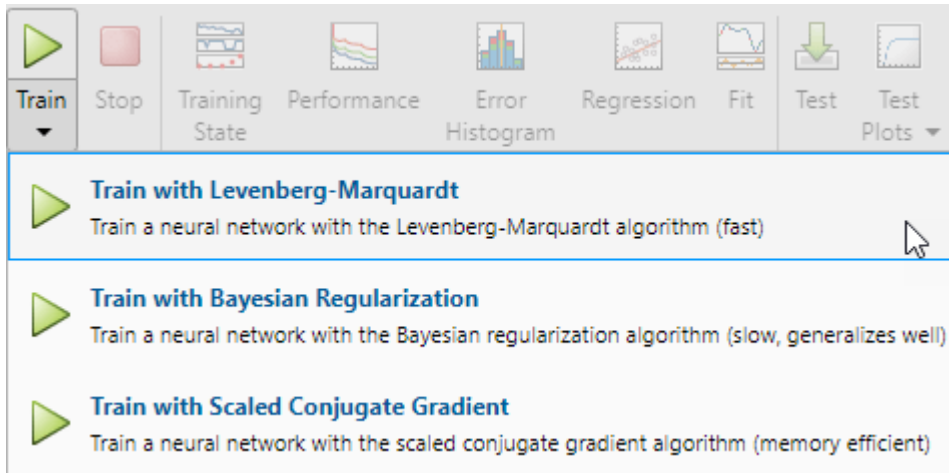 Train Stop Training State Performance Error Histogram Regression Fit Test Test Plots
Train with Levenberg-Marquardt
Train a neural network with the Levenberg-Marquardt algorithm (fast)
Train with Bayesian Regularization
Train a neural network with the Bayesian regularization algorithm (slow, generalizes well)
Train with Scaled Conjugate Gradient
Train a neural network with the scaled conjugate gradient algorithm (memory efficient)